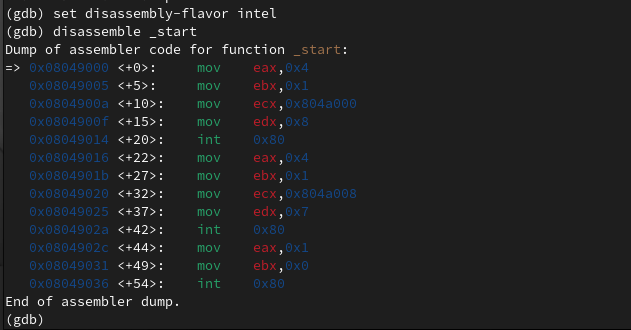 (gdb) set disassembly-flavor intel
(gdb) disassemble _start
Dump of assembler code for function _start:
=> 0x08049000 <+0>:     mov    eax,0x4
   0x08049005 <+5>:     mov    ebx,0x1
   0x0804900a <+10>:    mov    ecx,0x804a000
   0x0804900f <+15>:    mov    edx,0x8
   0x08049014 <+20>:    int    0x80
   0x08049016 <+22>:    mov    eax,0x4
   0x0804901b <+27>:    mov    ebx,0x1
   0x08049020 <+32>:    mov    ecx,0x804a008
   0x08049025 <+37>:    mov    edx,0x7
   0x0804902a <+42>:    int    0x80
   0x0804902c <+44>:    mov    eax,0x1
   0x08049031 <+49>:    mov    ebx,0x0
   0x08049036 <+54>:    int    0x80
End of assembler dump.
(gdb)